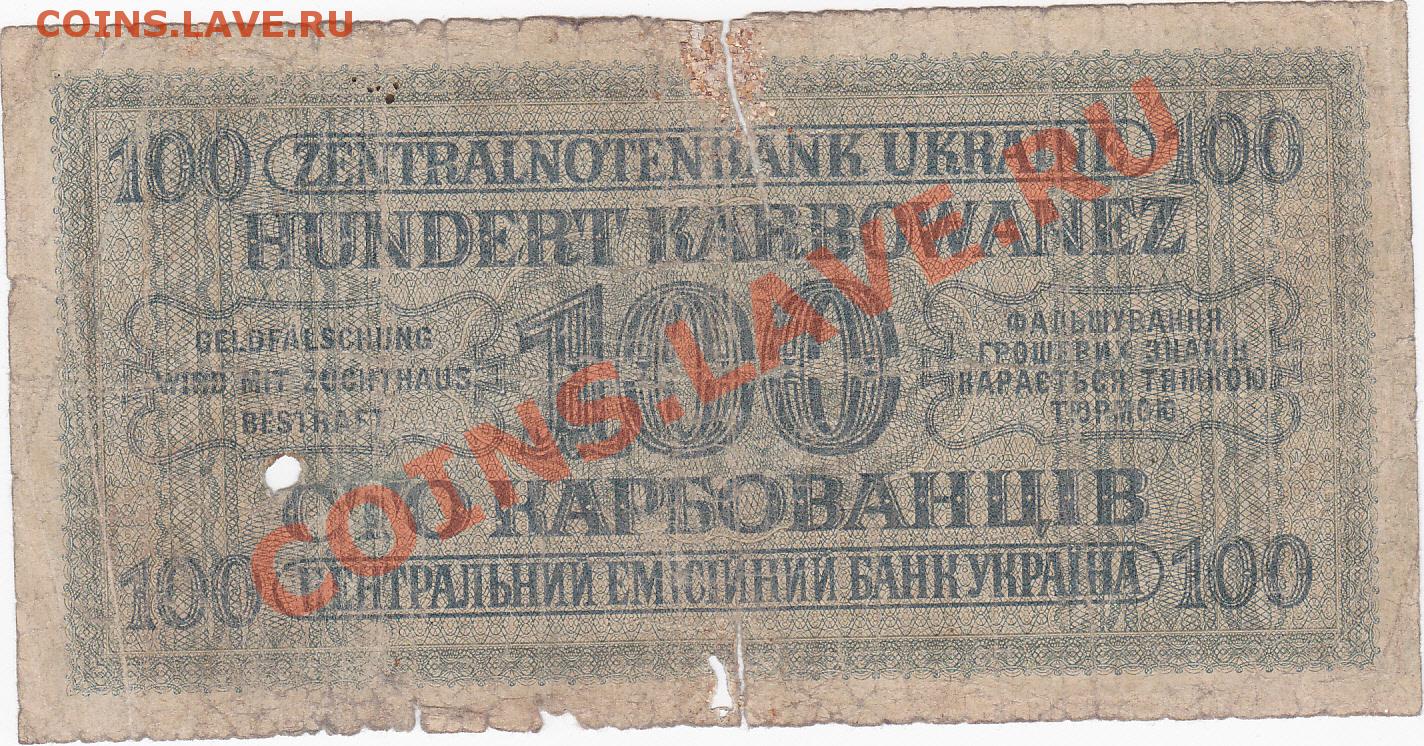 COINS.LAVE.RU
100 ZENTRALNOTENBANK UKRAINE 100
HUNDERT KARBOWANEZ
GELDFÄLSCHUNG
WIRD MIT ZUCHTHAUS
BESTRAFT
100
ФАЛЬШУВАННЯ
ГРОШЕВИХ ЗНАКІВ
КАРАЄТЬСЯ ТЯЖКОЮ
ТЮРМОЮ
СТО КАРБОВАНЦІВ
100 ЦЕНТРАЛЬНИЙ ЕМІСІЙНИЙ БАНК УКРАЇНА 100
COINS.LAVE.RU